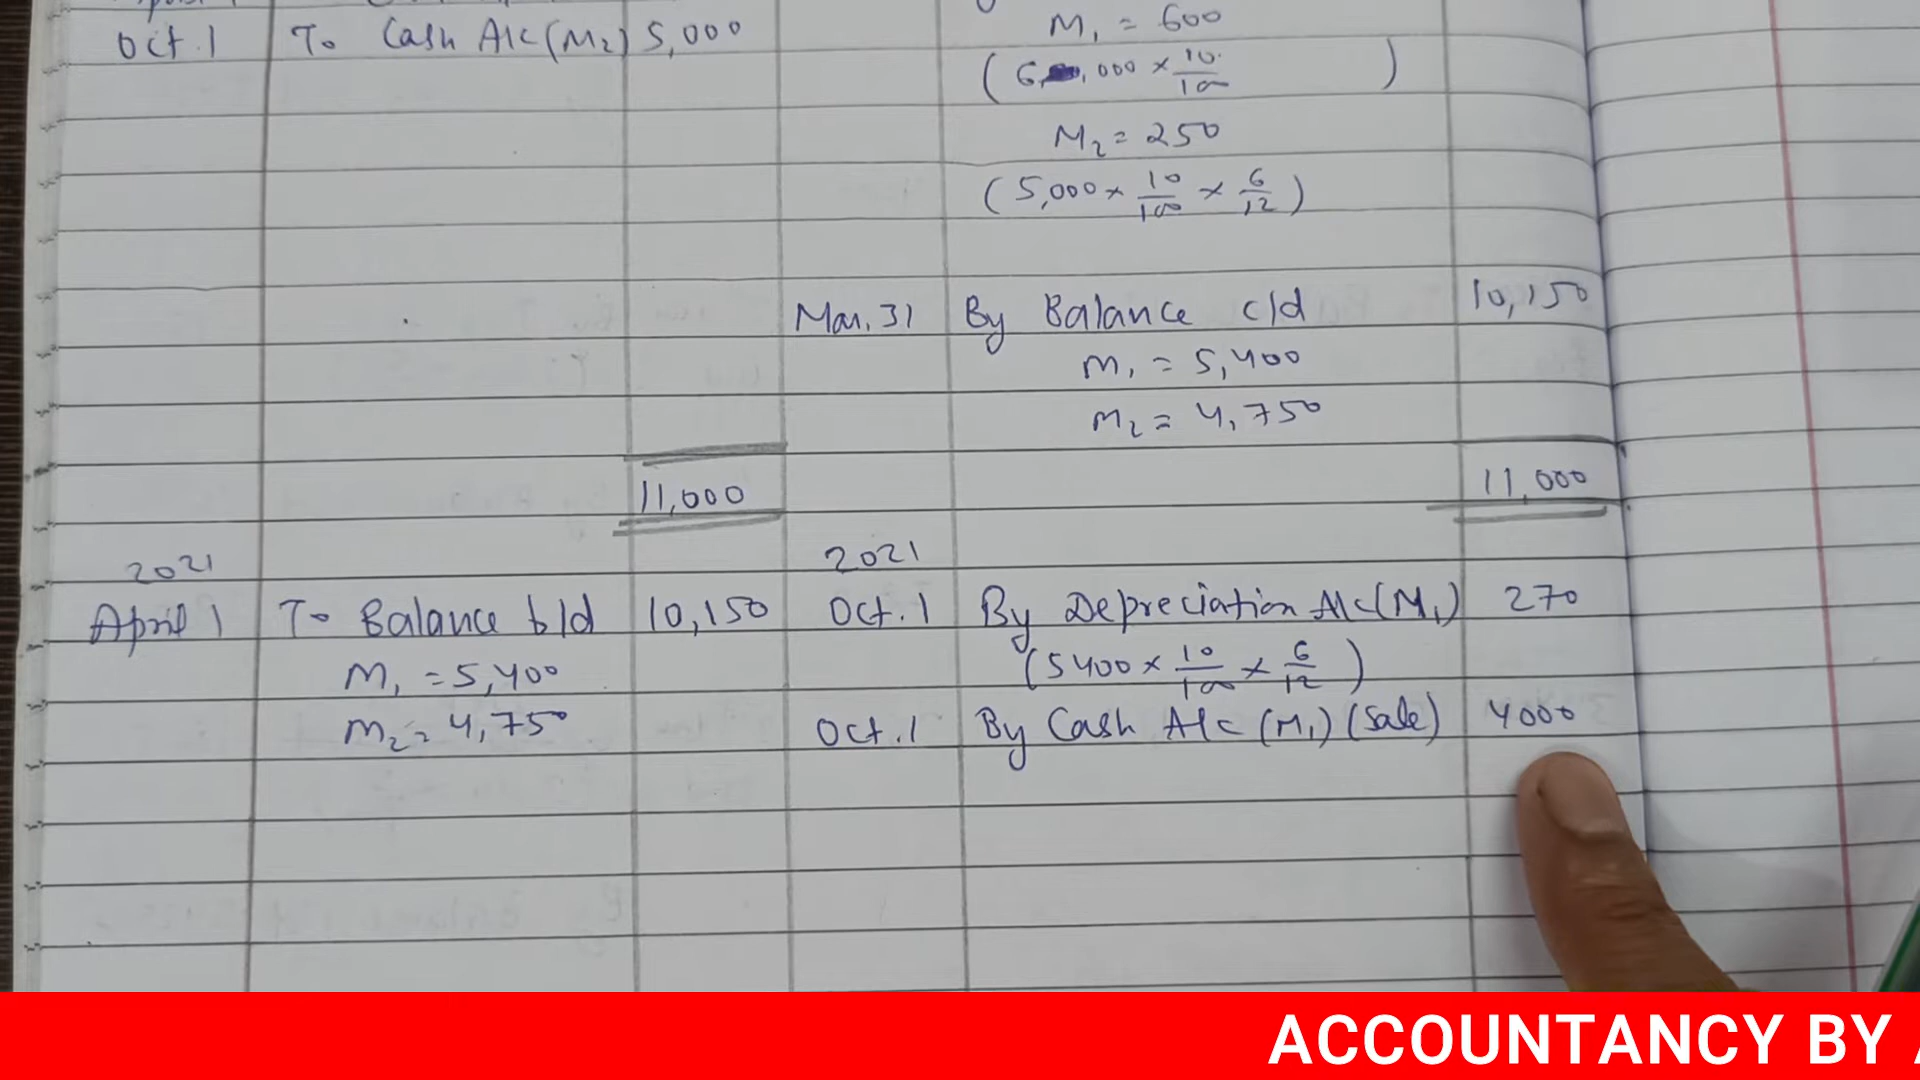 Oct.1 To Cash A/c (M2) 5,000
M1 = 600
(6,000 × 10/100 )
M2 = 250
(5,000 × 10/100 × 6/12)
Mar. 31 By Balance c/d 10,150
M1 = 5,400
M2 = 4,750
11,000 11,000
2021 2021
April 1 To Balance b/d 10,150 Oct.1 By Depreciation A/c (M1) 270
M1 = 5,400 (5400 × 10/100 × 6/12)
M2 = 4,750 Oct.1 By Cash A/c (M1) (Sale) 4000
ACCOUNTANCY BY